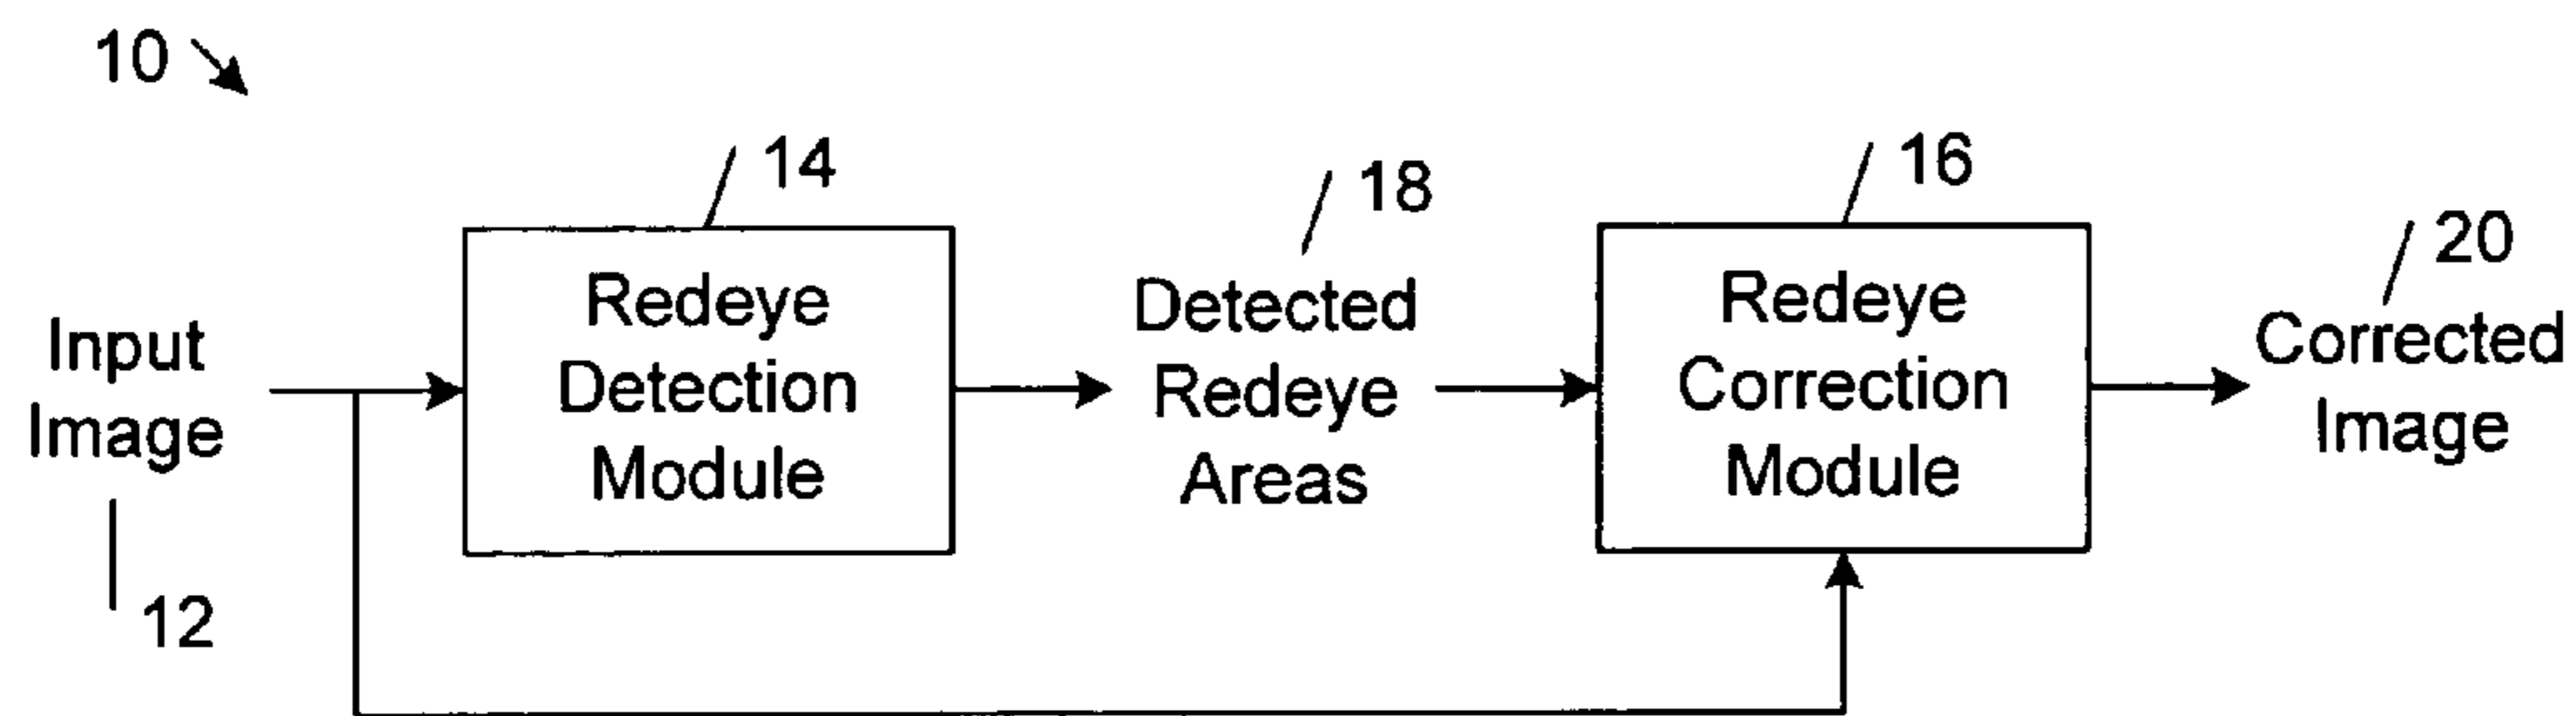 10
14
18
16
20
Input
Image
12
Redeye
Detection
Module
Detected
Redeye
Areas
Redeye
Correction
Module
Corrected
Image